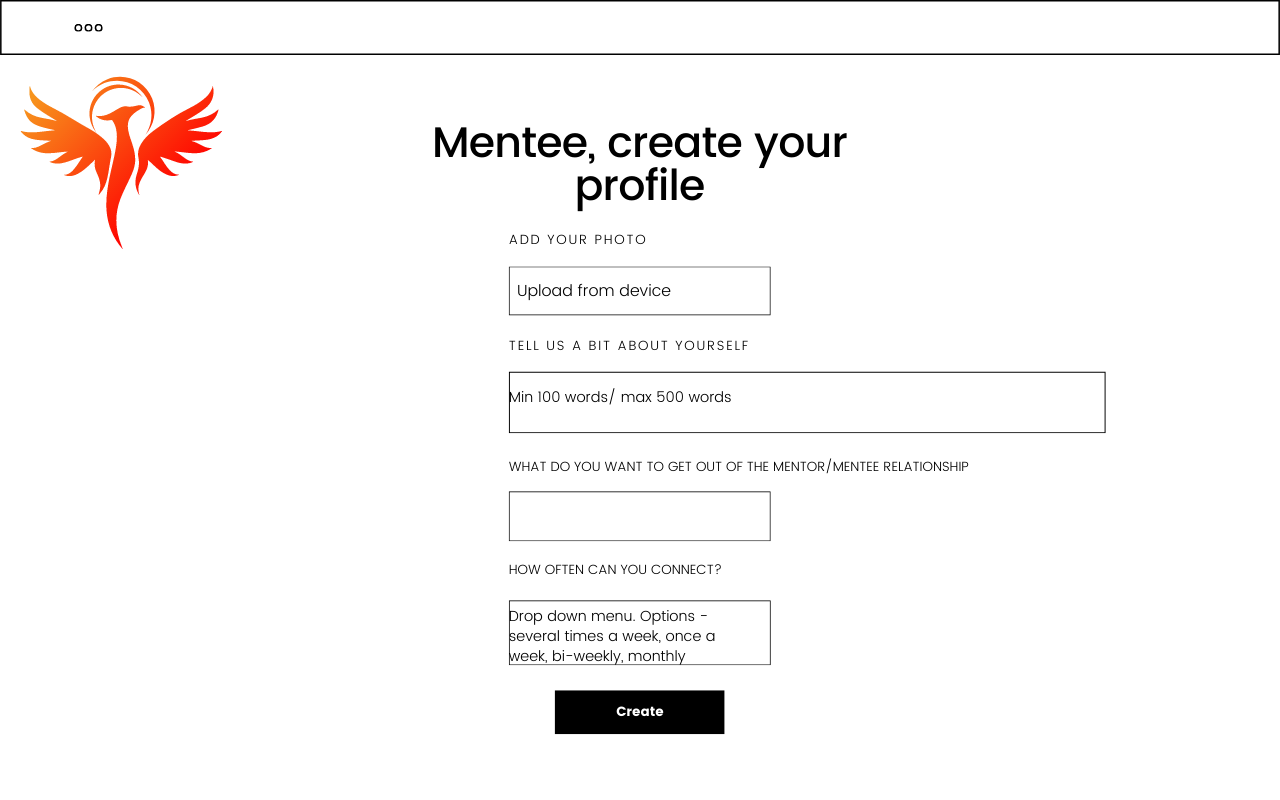 Mentee, create your
profile
ADD YOUR PHOTO
Upload from device
TELL US A BIT ABOUT YOURSELF
Min 100 words/ max 500 words
WHAT DO YOU WANT TO GET OUT OF THE MENTOR/MENTEE RELATIONSHIP
HOW OFTEN CAN YOU CONNECT?
Drop down menu. Options -
several times a week, once a
week, bi-weekly, monthly
Create